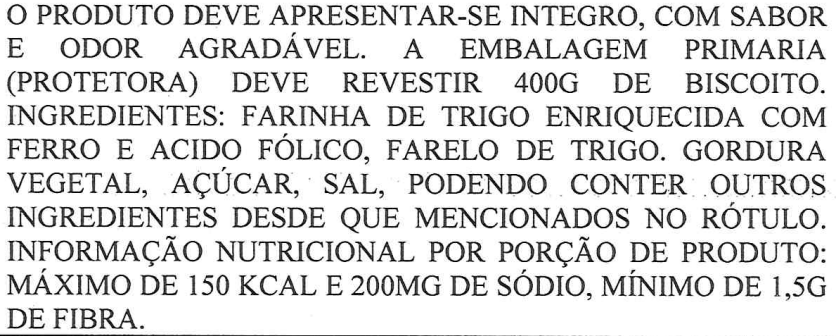 O PRODUTO DEVE APRESENTAR-SE INTEGRO, COM SABOR
E ODOR AGRADÁVEL. A EMBALAGEM PRIMARIA
(PROTETORA) DEVE REVESTIR 400G DE BISCOITO.
INGREDIENTES: FARINHA DE TRIGO ENRIQUECIDA COM
FERRO E ACIDO FÓLICO, FARELO DE TRIGO. GORDURA
VEGETAL, AÇÚCAR, SAL, PODENDO CONTER OUTROS
INGREDIENTES DESDE QUE MENCIONADOS NO RÓTULO.
INFORMAÇÃO NUTRICIONAL POR PORÇÃO DE PRODUTO:
MÁXIMO DE 150 KCAL E 200MG DE SÓDIO, MÍNIMO DE 1,5G
DE FIBRA.